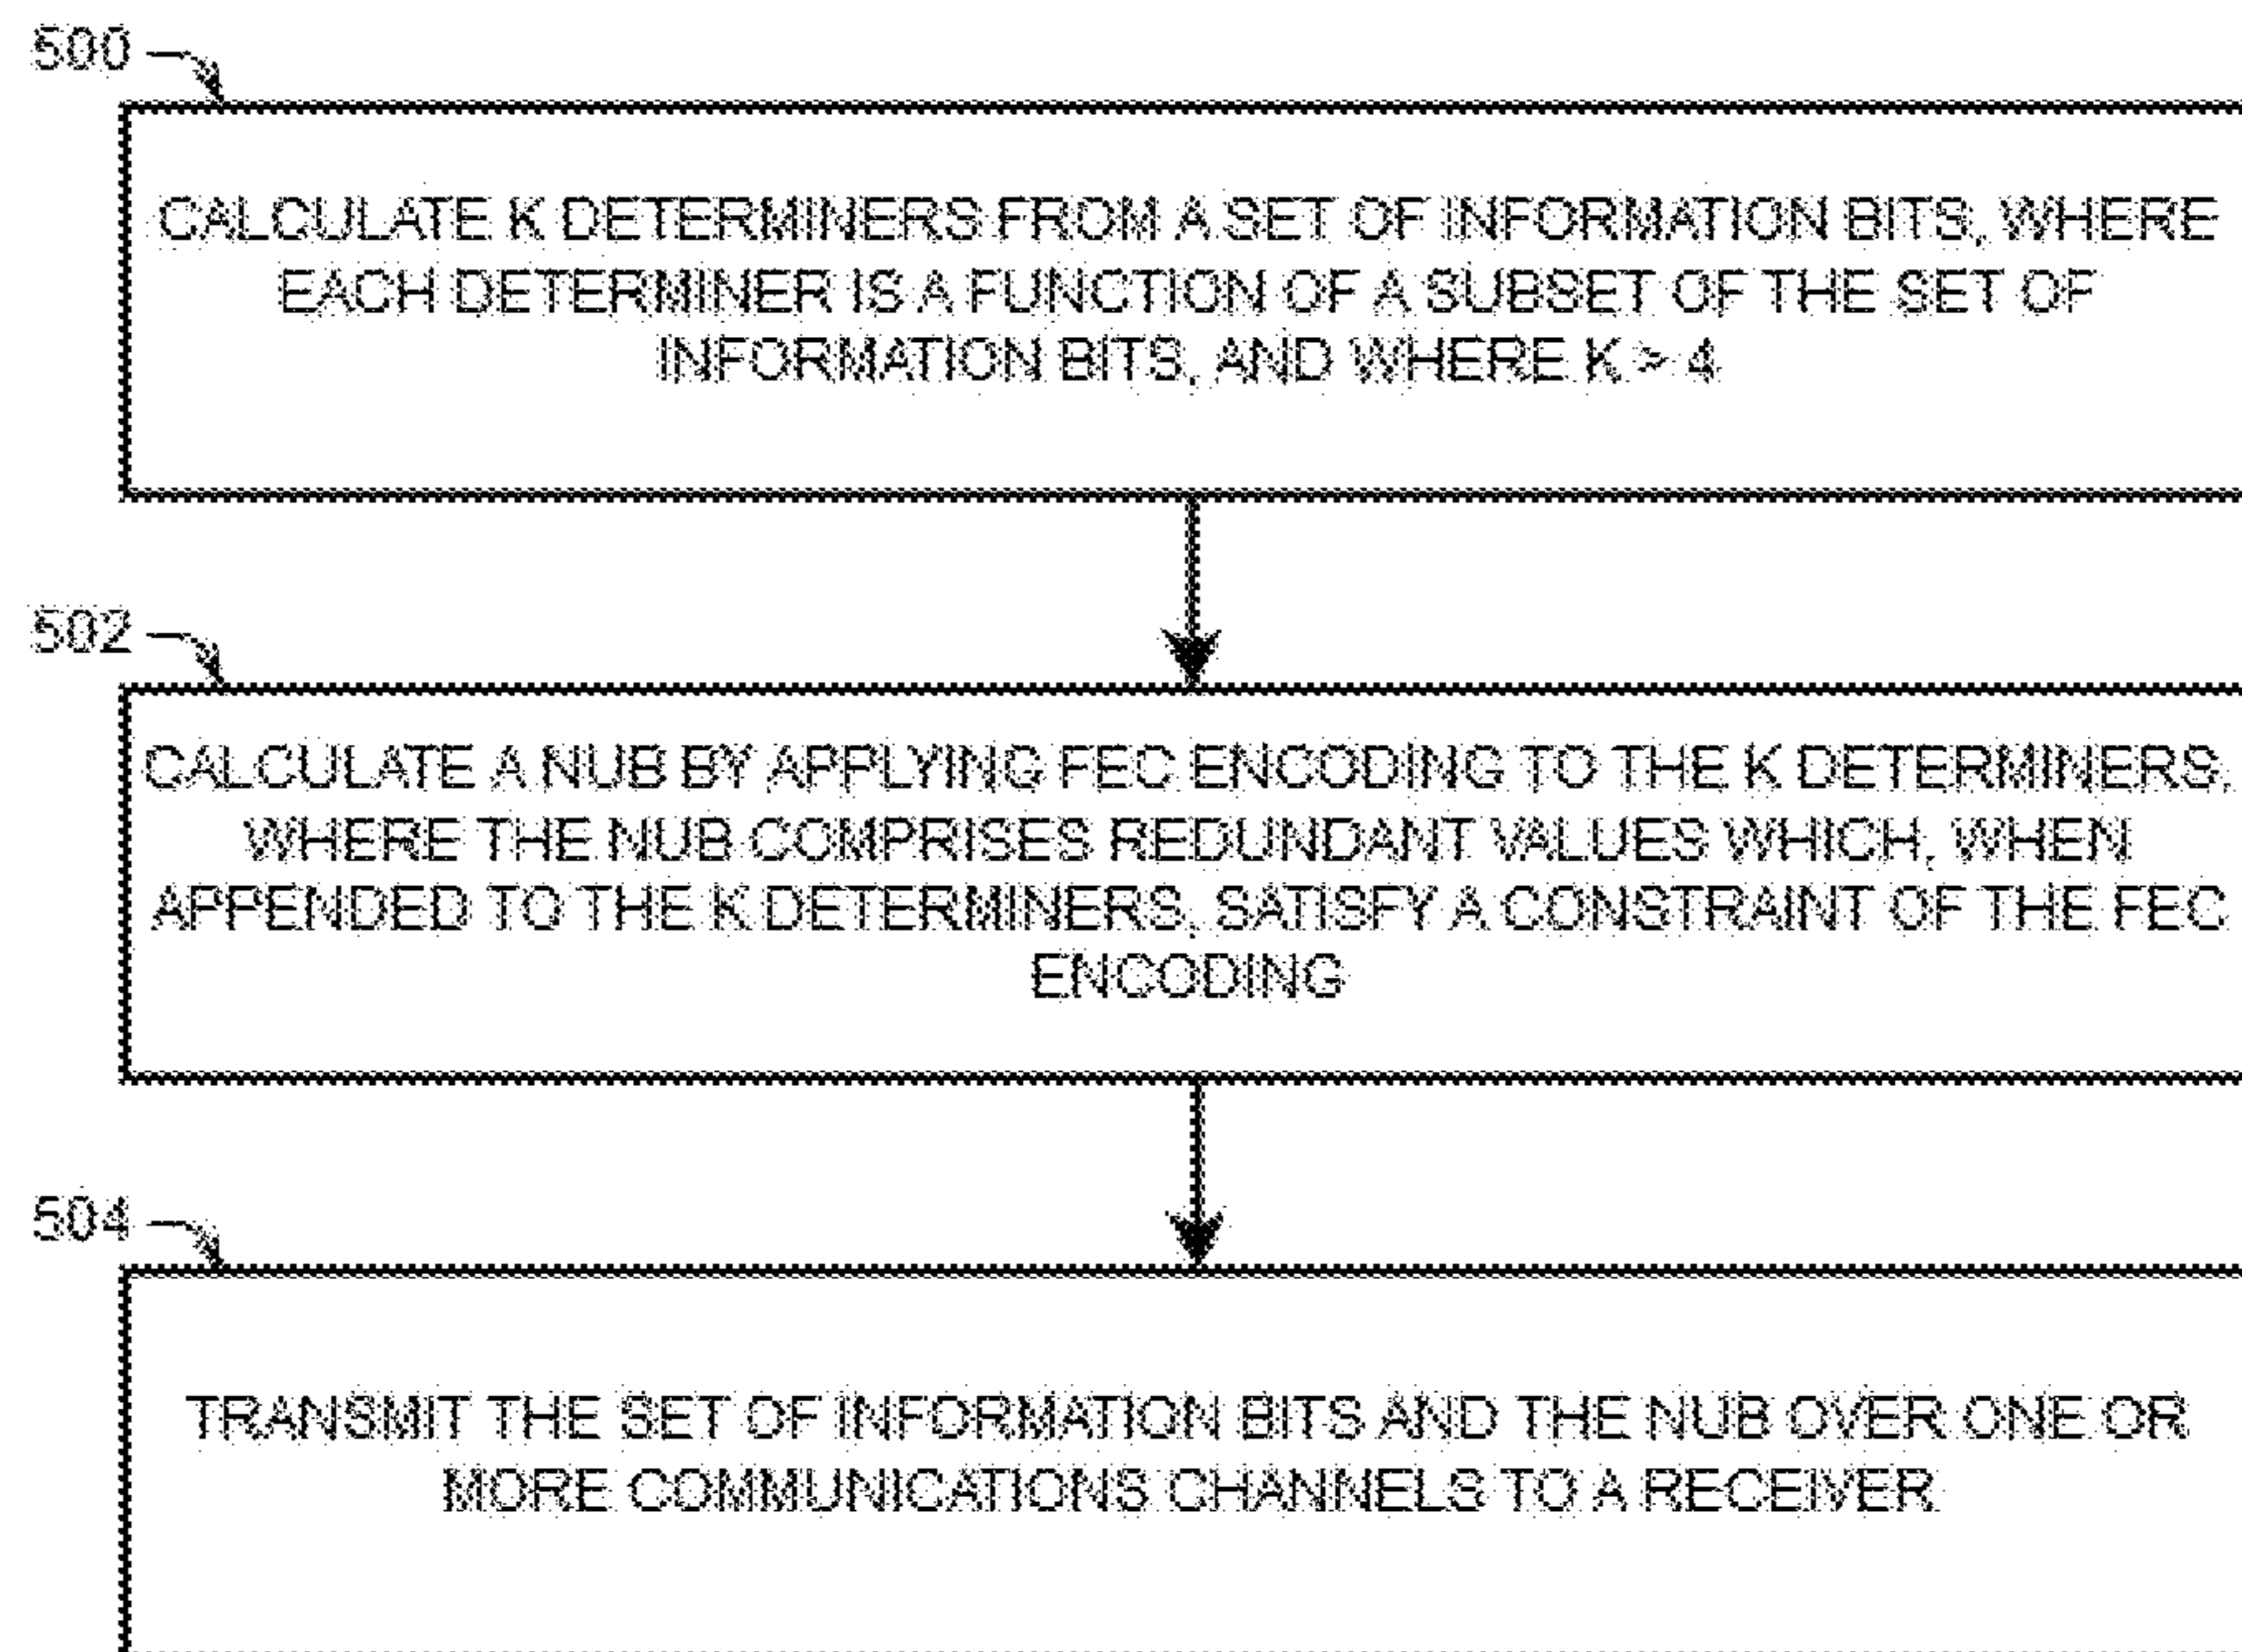 500
CALCULATE K DETERMINERS FROM A SET OF INFORMATION BITS, WHERE
EACH DETERMINER IS A FUNCTION OF A SUBSET OF THE SET OF
INFORMATION BITS, AND WHERE K > 4
502
CALCULATE A NUB BY APPLYING FEC ENCODING TO THE K DETERMINERS,
WHERE THE NUB COMPRISES REDUNDANT VALUES WHICH, WHEN
APPENDED TO THE K DETERMINERS, SATISFY A CONSTRAINT OF THE FEC
ENCODING
504
TRANSMIT THE SET OF INFORMATION BITS AND THE NUB OVER ONE OR
MORE COMMUNICATIONS CHANNELS TO A RECEIVER